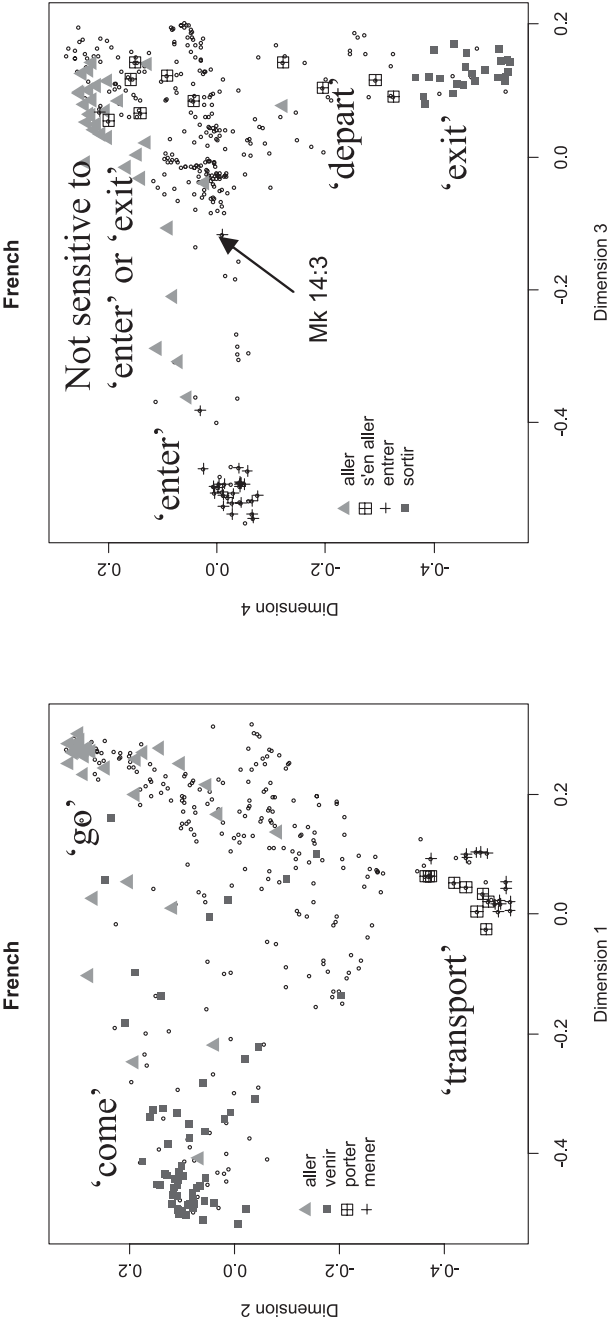 French
'go'
'come'
'transport'
aller
venir
porter
mener
0.2
0.0
-0.2
-0.4
Dimension 2
-0.4
-0.2
0.0
0.2
Dimension 1
French
Not sensitive to
'enter' or 'exit'
'enter'
'depart'
'exit'
Mk 14:3
aller
s'en aller
entrer
sortir
0.2
0.0
-0.2
-0.4
Dimension 4
-0.4
-0.2
0.0
0.2
Dimension 3